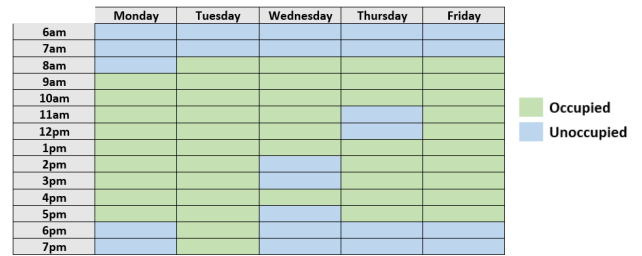 Monday Tuesday Wednesday Thursday Friday
6am
7am
8am
9am
10am
11am
12pm
1pm
2pm
3pm
4pm
5pm
6pm
7pm
Occupied
Unoccupied